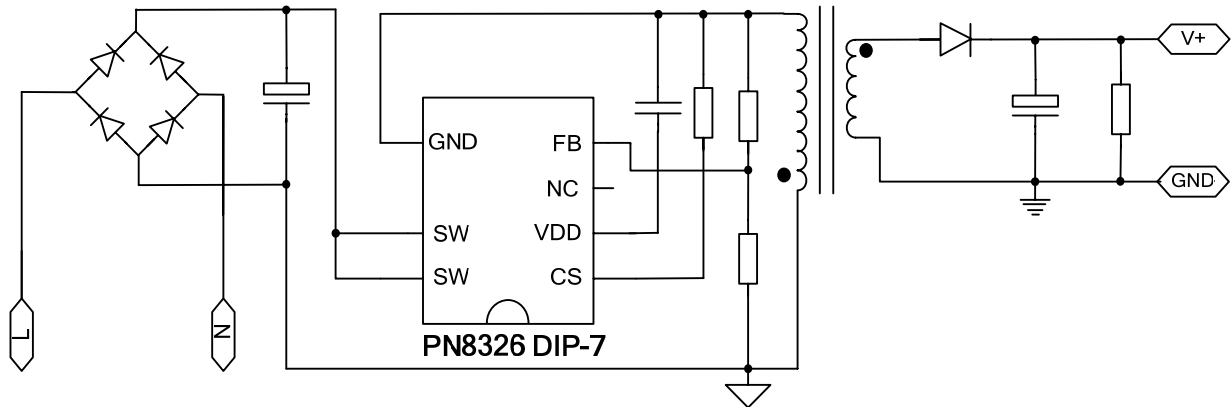 V+
GND
FB
GND
NC
SW
VDD
SW
CS
L
N
PN8326 DIP-7